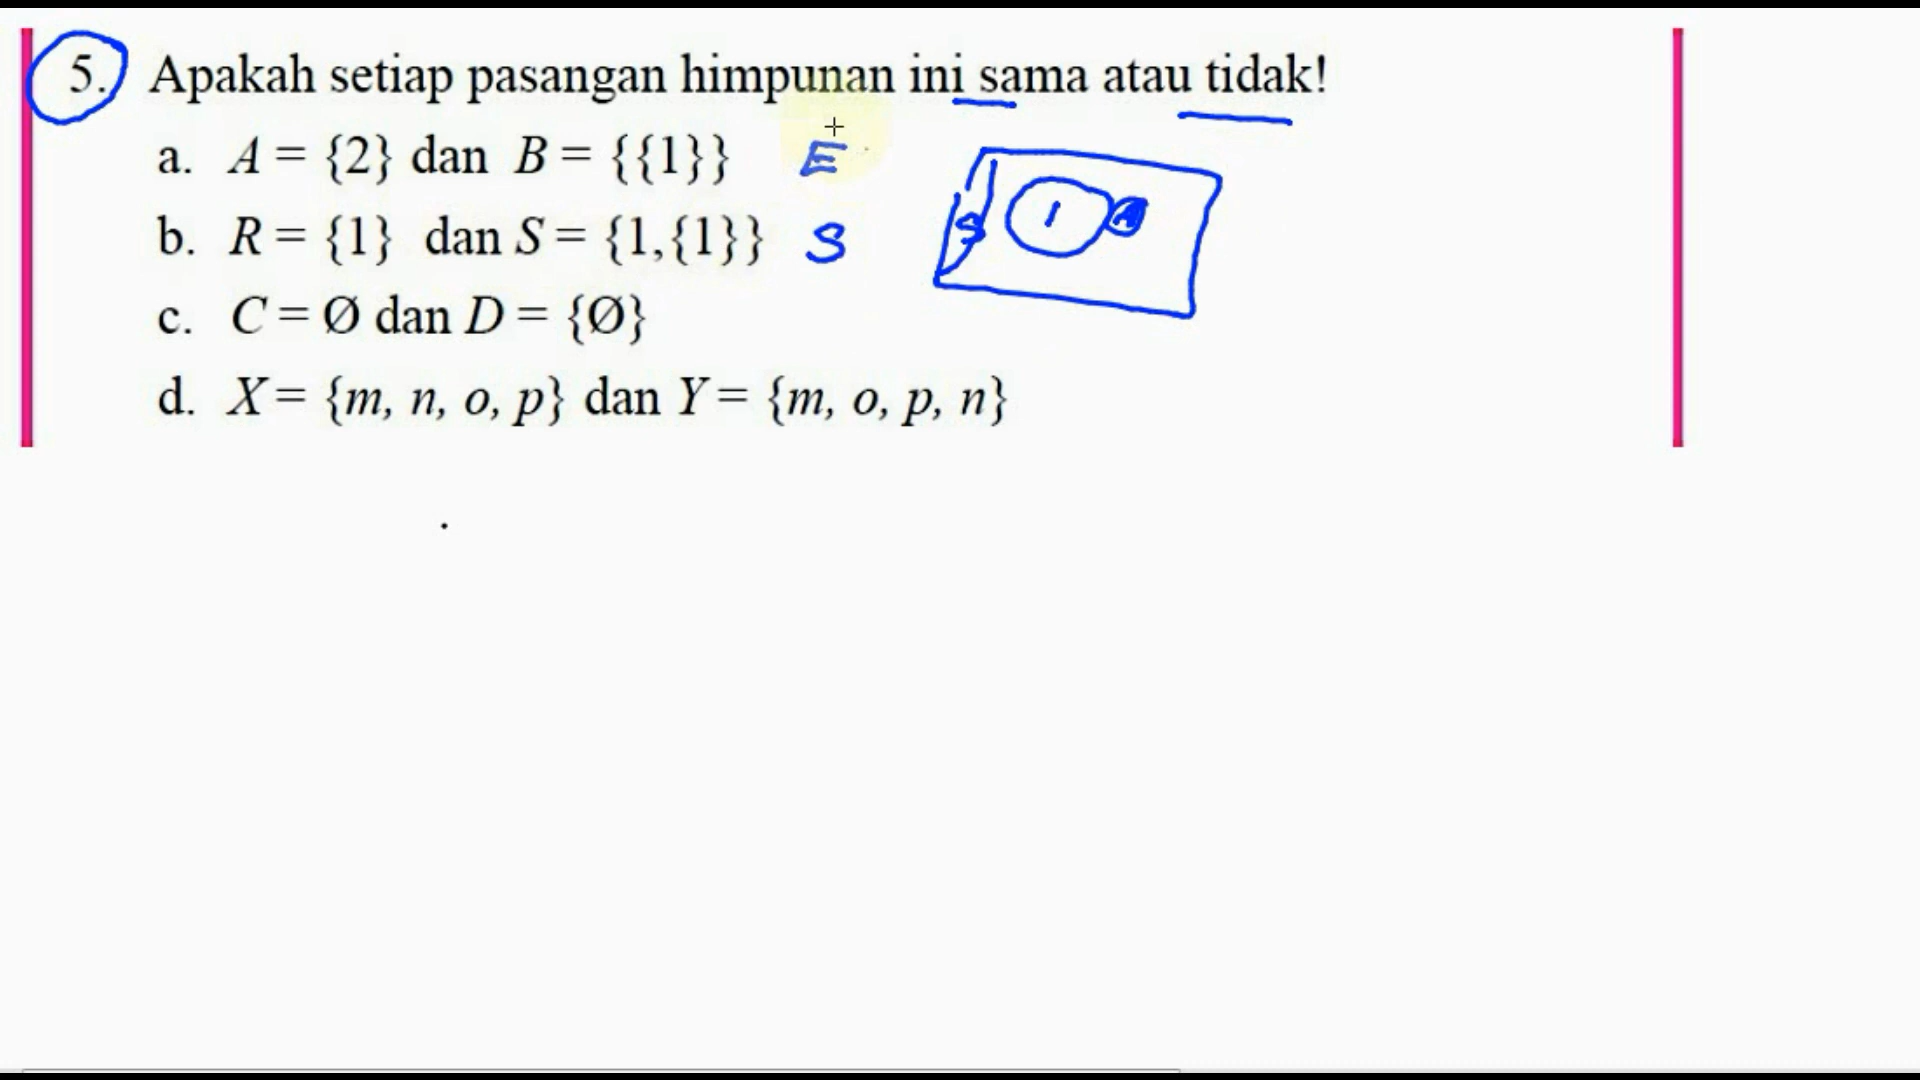 5. Apakah setiap pasangan himpunan ini sama atau tidak!
a. A = {2} dan B = {{1}} E
b. R = {1} dan S = {1,{1}} S
c. C = Ø dan D = {Ø}
d. X = {m, n, o, p} dan Y = {m, o, p, n}
S 1 A